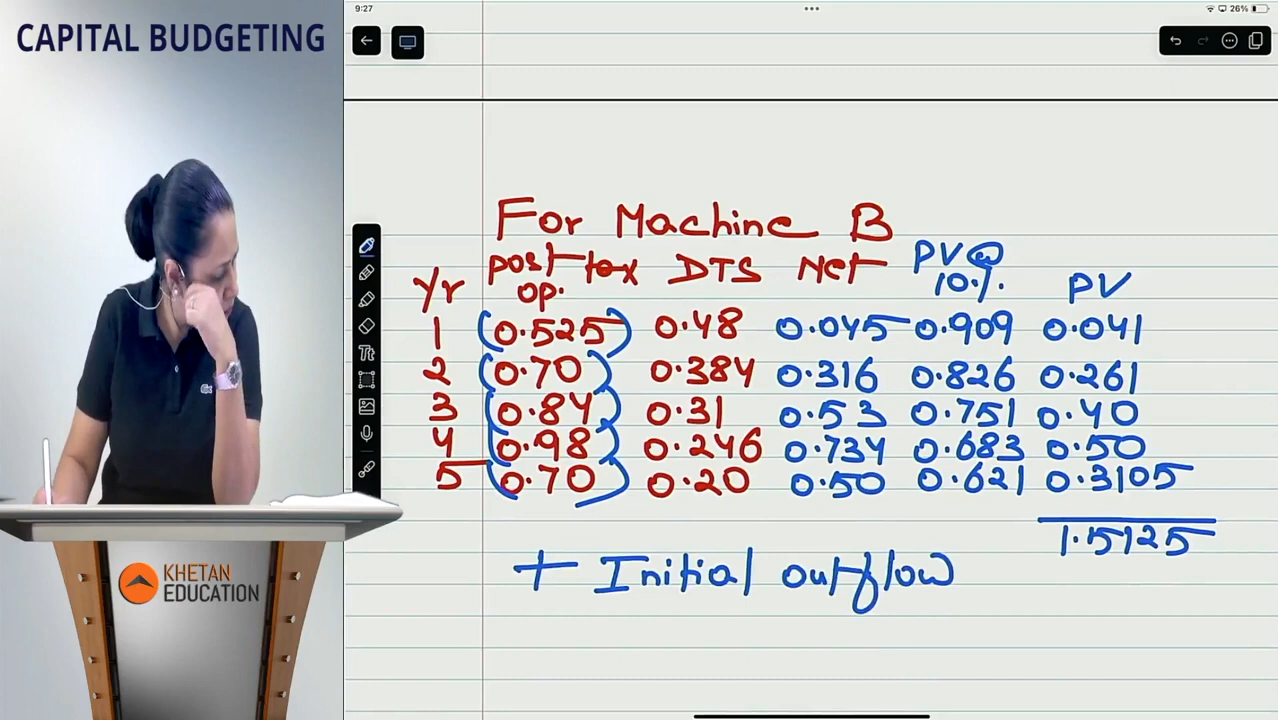 9:27
26%
CAPITAL BUDGETING
For Machine B
Yr post tax op. DTS Net PV@ 10.%. PV
1 (0.525) 0.48 0.045 0.909 0.041
2 (0.70) 0.384 0.316 0.826 0.261
3 (0.84) 0.31 0.53 0.751 0.40
4 (0.98) 0.246 0.734 0.683 0.50
5 (0.70) 0.20 0.50 0.621 0.3105
1.5125
+ Initial outflow
Tt
KHETAN
EDUCATION